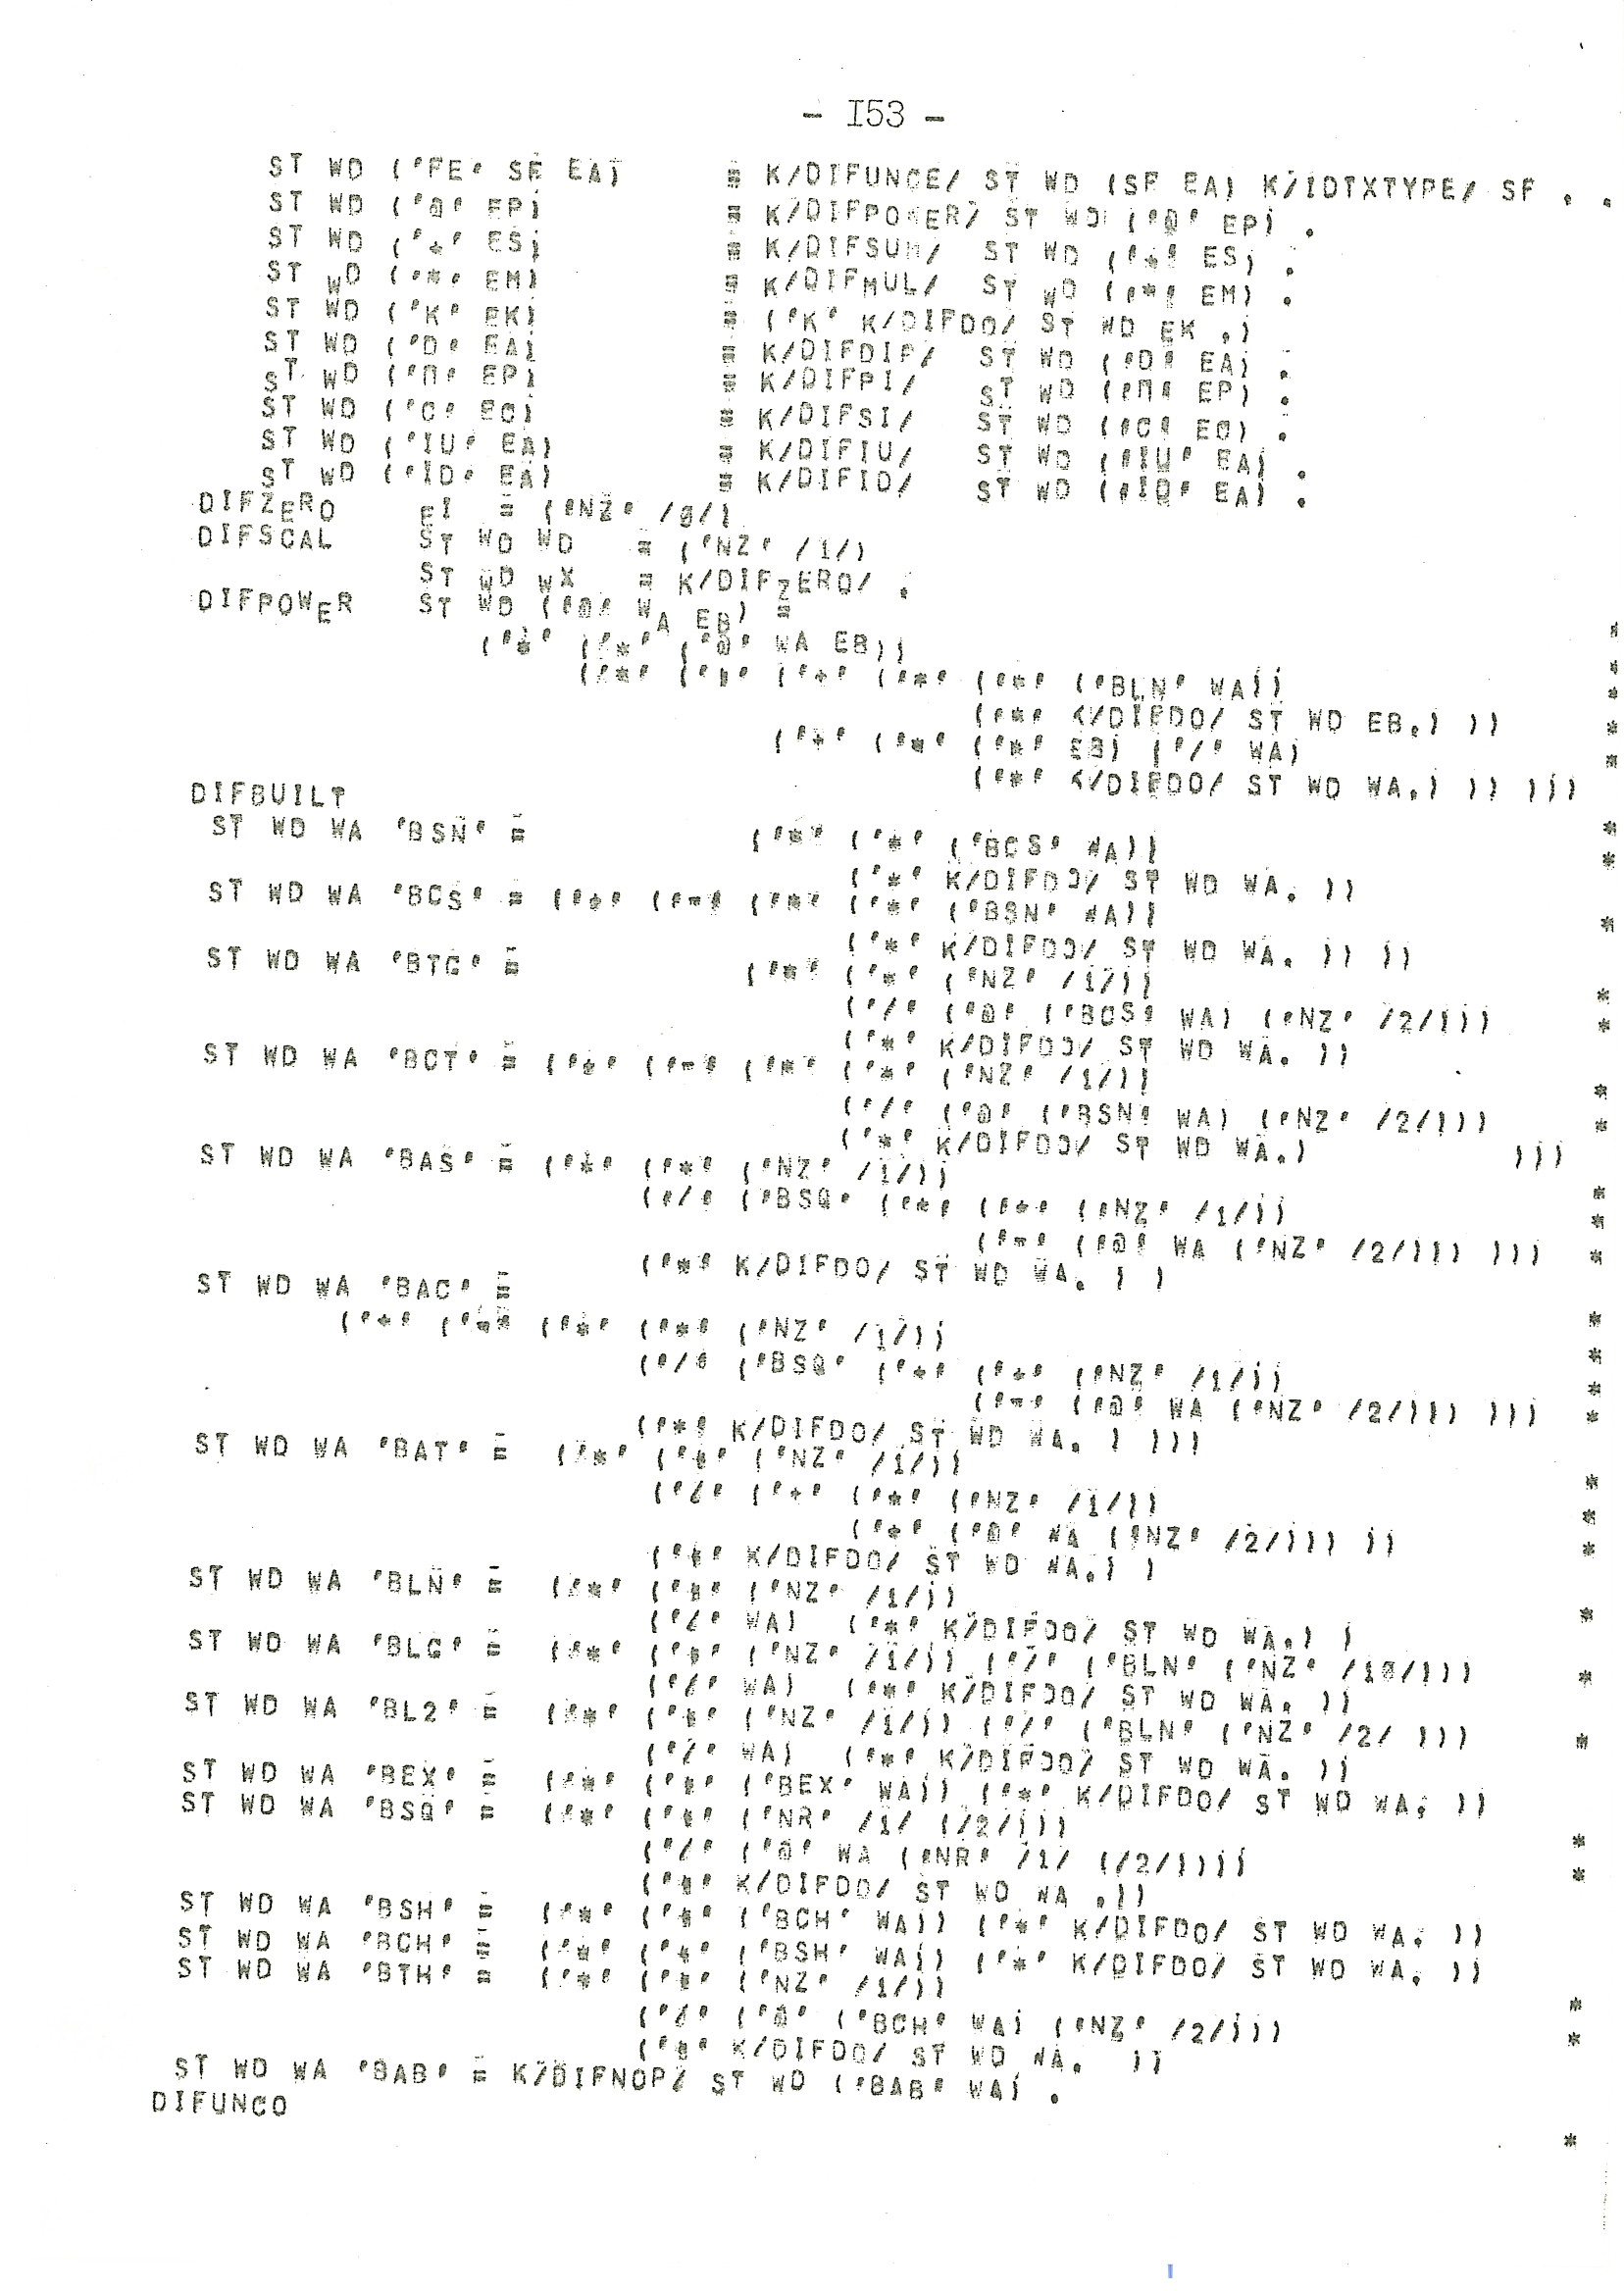 - I53 -
ST WD ('FE' SF EA) = K/DIFUNCE/ ST WD (SF EA) K/IDTXTYPE/ SF . .
ST WD ('@' EP) = K/DIFPOWER/ ST WD ('@' EP) .
ST WD ('+' ES) = K/DIFSUM/ ST WD ('+' ES) .
ST WD ('*' EM) = K/DIFMUL/ ST WD ('*' EM) .
ST WD ('K' EK) = ('K' K/DIFDO/ ST WD EK .)
ST WD ('D' EA) = K/DIFDIF/ ST WD ('D' EA) .
ST WD ('П' EP) = K/DIFPI/ ST WD ('П' EP) .
ST WD ('C' EC) = K/DIFSI/ ST WD ('C' EC) .
ST WD ('IU' EA) = K/DIFIU/ ST WD ('IU' EA) .
ST WD ('ID' EA) = K/DIFID/ ST WD ('ID' EA) .
DIFZERO EI = ('NZ' /0/)
DIFSCAL ST WD WD = ('NZ' /1/)
ST WD WX = K/DIFZERO/ .
DIFPOWER ST WD ('@' WA EB) =
('*' ('*' ('@' WA EB)) *
('*' ('*' ('+' ('*' ('*' ('BLN' WA)) *
('*' K/DIFDO/ ST WD EB.) )) *
('+' ('*' ('*' EB) ('/' WA) *
('*' K/DIFDO/ ST WD WA.) )) ))) *
DIFBUILT
ST WD WA 'BSN' = ('*' ('*' ('BCS' WA)) *
('*' K/DIFDO/ ST WD WA. )) *
ST WD WA 'BCS' = ('+' ('-' ('*' ('*' ('BSN' WA)) *
('*' K/DIFDO/ ST WD WA. )) ))
ST WD WA 'BTG' = ('*' ('*' ('NZ' /1/)) *
('/' ('@' ('BCS' WA) ('NZ' /2/))) *
('*' K/DIFDO/ ST WD WA. ))
ST WD WA 'BCT' = ('+' ('-' ('*' ('*' ('NZ' /1/)) *
('/' ('@' ('BSN' WA) ('NZ' /2/))) *
('*' K/DIFDO/ ST WD WA.) )))
ST WD WA 'BAS' = ('*' ('*' ('NZ' /1/)) *
('/' ('BSQ' ('+' ('+' ('NZ' /1/)) *
('-' ('@' WA ('NZ' /2/))) ))) *
('*' K/DIFDO/ ST WD WA. ) )
ST WD WA 'BAC' = *
('+' ('-' ('*' ('*' ('NZ' /1/)) *
('/' ('BSQ' ('+' ('+' ('NZ' /1/)) *
('-' ('@' WA ('NZ' /2/))) ))) *
('*' K/DIFDO/ ST WD WA. ) )))
ST WD WA 'BAT' = ('*' ('*' ('NZ' /1/)) *
('/' ('+' ('+' ('NZ' /1/)) *
('+' ('@' WA ('NZ' /2/))) )) *
('*' K/DIFDO/ ST WD WA.) )
ST WD WA 'BLN' = ('*' ('*' ('NZ' /1/)) *
('/' WA) ('*' K/DIFDO/ ST WD WA.) )
ST WD WA 'BLG' = ('*' ('*' ('NZ' /1/)) ('/' ('BLN' ('NZ' /10/))) *
('/' WA) ('*' K/DIFDO/ ST WD WA. ))
ST WD WA 'BL2' = ('*' ('*' ('NZ' /1/)) ('/' ('BLN' ('NZ' /2/ ))) *
('/' WA) ('*' K/DIFDO/ ST WD WA. ))
ST WD WA 'BEX' = ('*' ('*' ('BEX' WA)) ('*' K/DIFDO/ ST WD WA. ))
ST WD WA 'BSQ' = ('*' ('*' ('NR' /1/ (/2/))) *
('/' ('@' WA ('NR' /1/ (/2/)))) *
('*' K/DIFDO/ ST WD WA .))
ST WD WA 'BSH' = ('*' ('*' ('BCH' WA)) ('*' K/DIFDO/ ST WD WA. ))
ST WD WA 'BCH' = ('*' ('*' ('BSH' WA)) ('*' K/DIFDO/ ST WD WA. ))
ST WD WA 'BTH' = ('*' ('*' ('NZ' /1/)) *
('/' ('@' ('BCH' WA) ('NZ' /2/))) *
('*' K/DIFDO/ ST WD WA. ))
ST WD WA 'BAB' = K/DIFNOP/ ST WD ('BAB' WA) .
DIFUNCO *